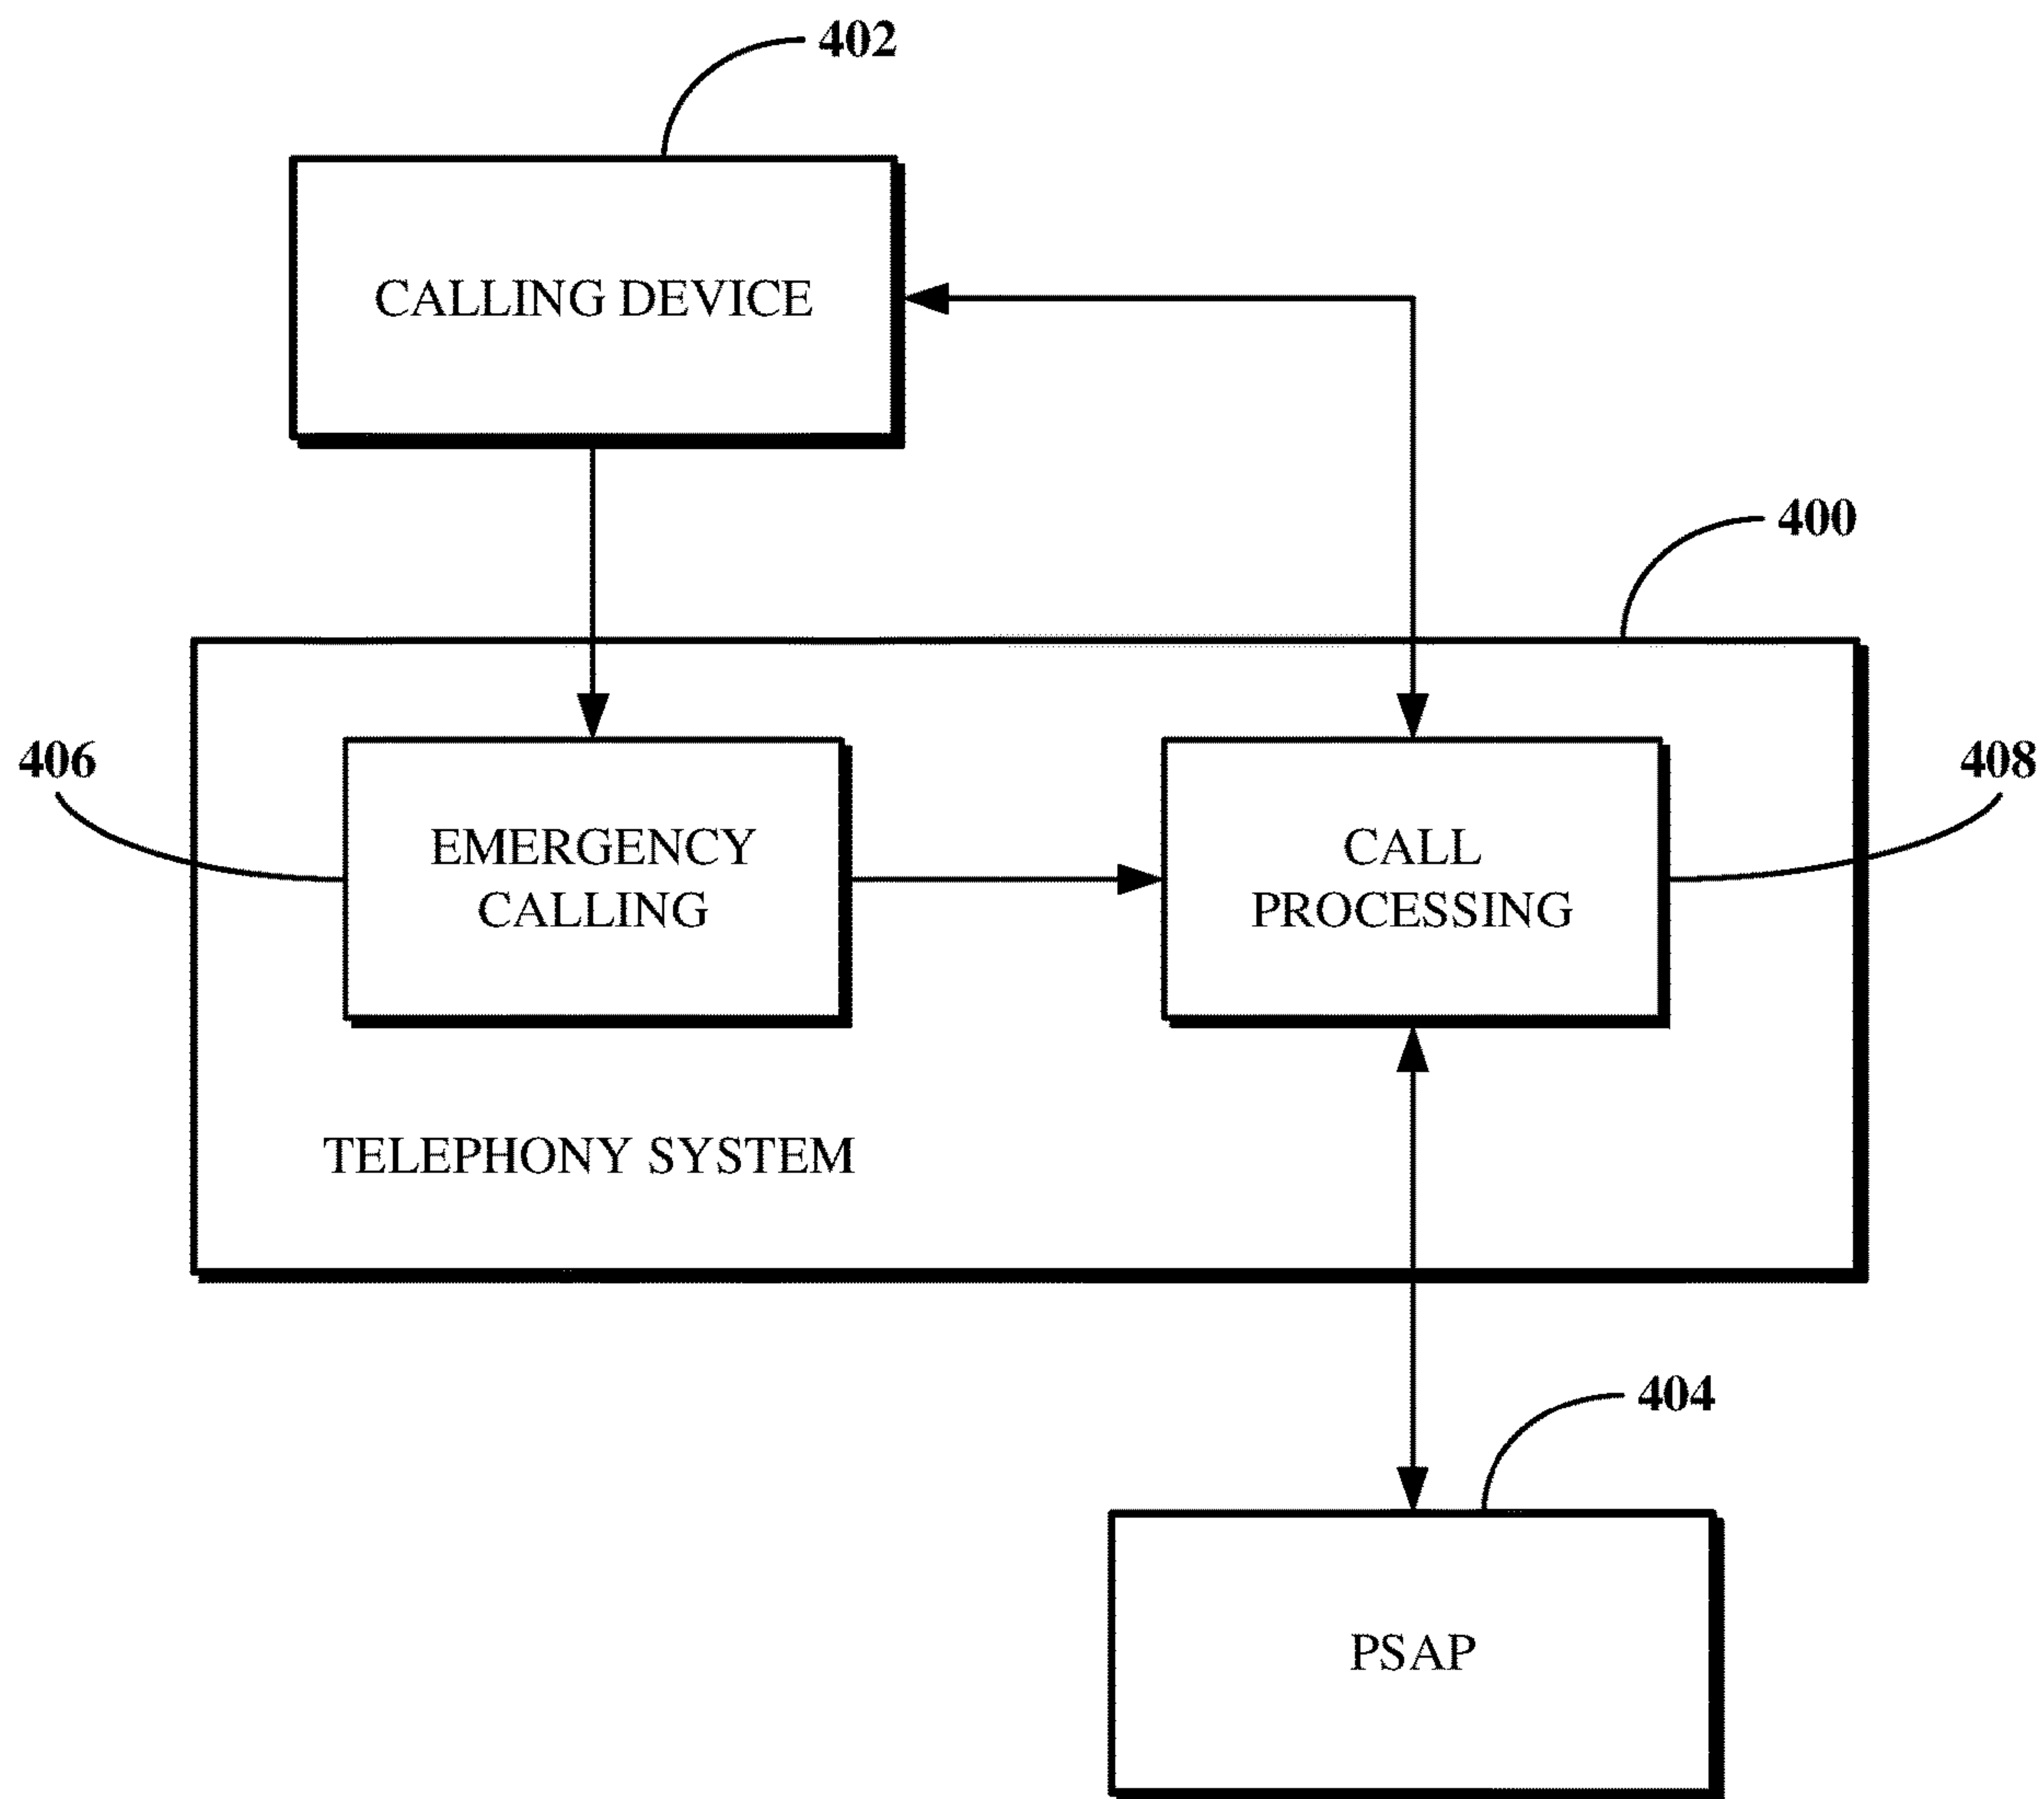 402
CALLING DEVICE
400
406
408
EMERGENCY
CALLING
CALL
PROCESSING
TELEPHONY SYSTEM
404
PSAP